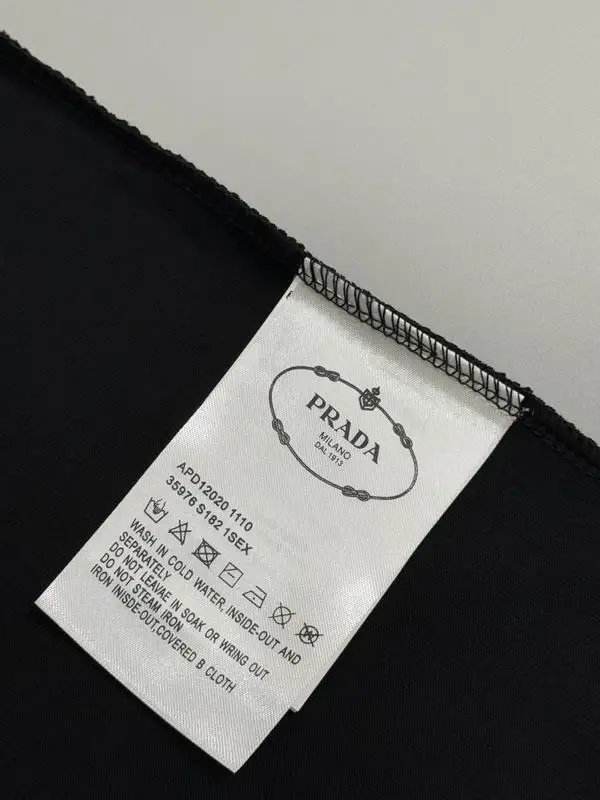 PRADA
MILANO
DAL 1913
APD12020 1110
35976 S182 1SEX
WASH IN COLD WATER, INSIDE-OUT AND
SEPARATELY
DO NOT LEAVAE IN SOAK OR WRING OUT
DO NOT STEAM IRON
IRON INISDE-OUT,COVERED B CLOTH